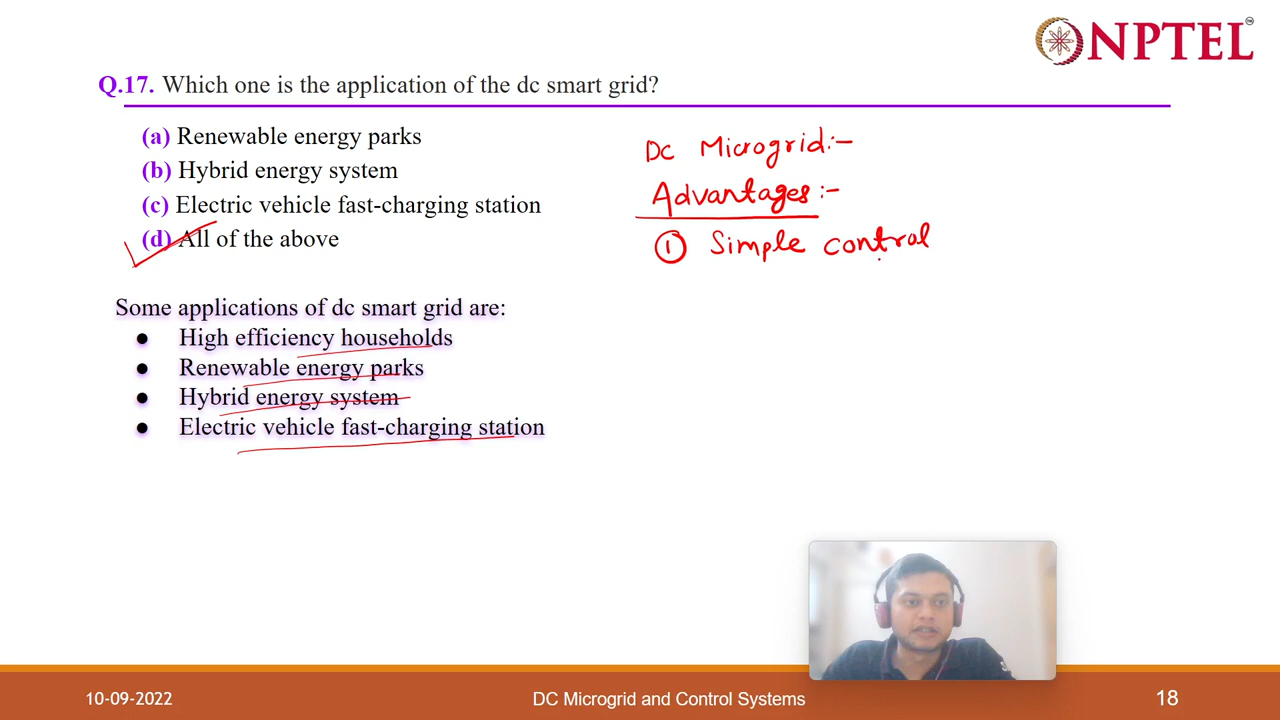 NPTEL
TM
Q.17. Which one is the application of the dc smart grid?
(a) Renewable energy parks
(b) Hybrid energy system
(c) Electric vehicle fast-charging station
(d) All of the above
DC Microgrid:-
Advantages:-
① Simple control
Some applications of dc smart grid are:
● High efficiency households
● Renewable energy parks
● Hybrid energy system
● Electric vehicle fast-charging station
10-09-2022
DC Microgrid and Control Systems
18